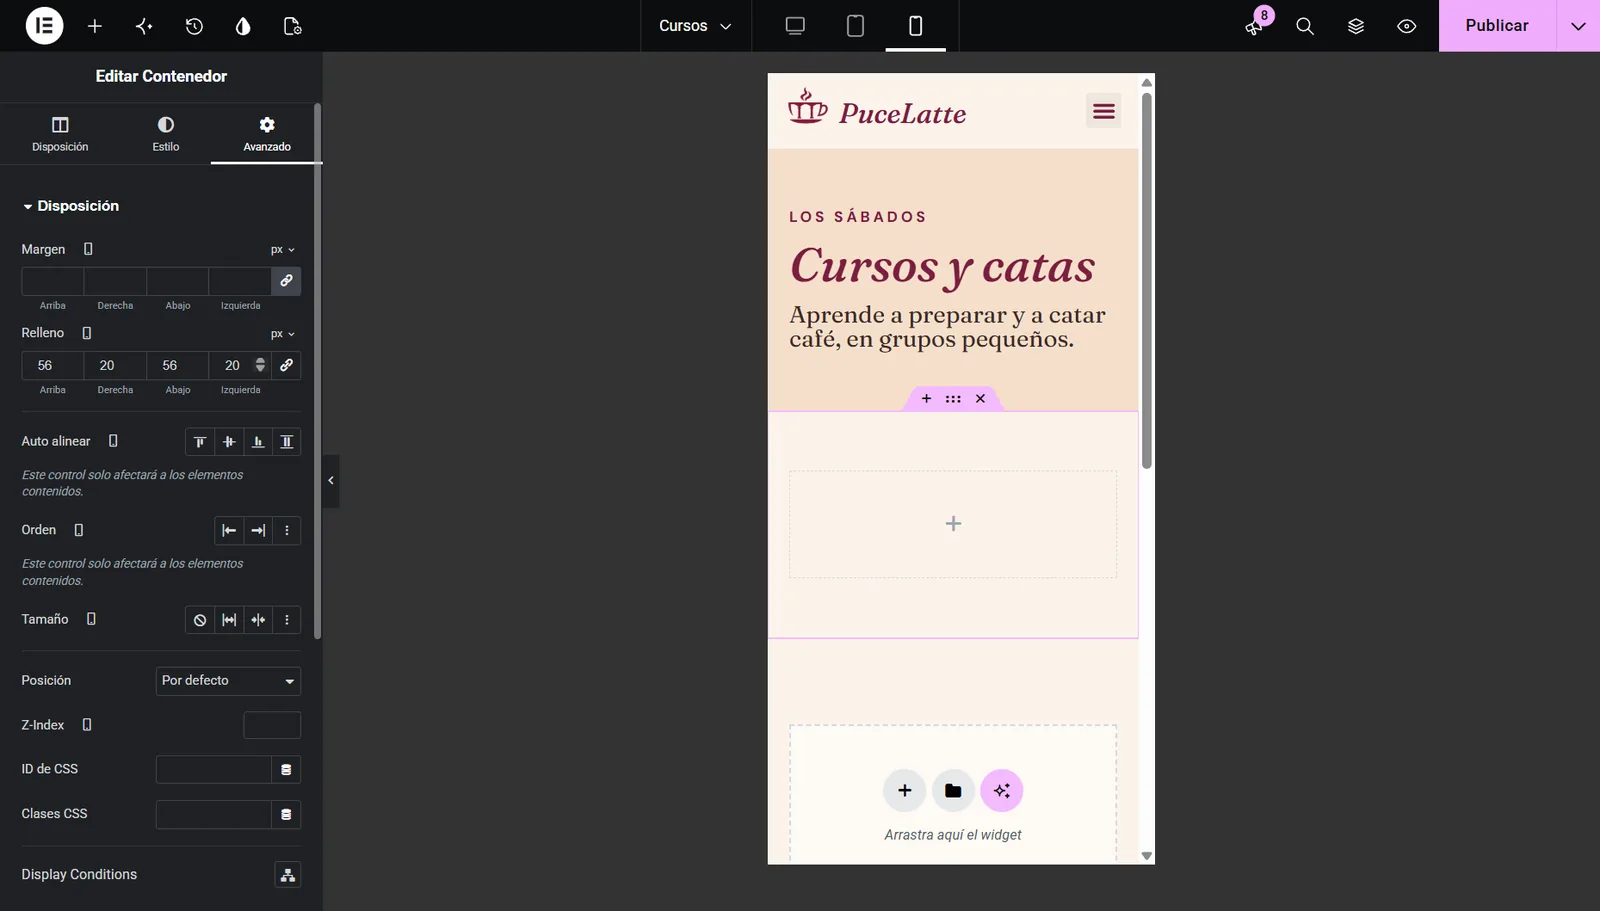 Cursos
8
Publicar
Editar Contenedor
Disposición
Estilo
Avanzado
Disposición
Margen
px
Arriba
Derecha
Abajo
Izquierda
Relleno
px
56
20
56
20
Arriba
Derecha
Abajo
Izquierda
Auto alinear
Este control solo afectará a los elementos
contenidos.
Orden
Este control solo afectará a los elementos
contenidos.
Tamaño
Posición
Por defecto
Z-Index
ID de CSS
Clases CSS
Display Conditions
PuceLatte
LOS SÁBADOS
Cursos y catas
Aprende a preparar y a catar
café, en grupos pequeños.
Arrastra aquí el widget